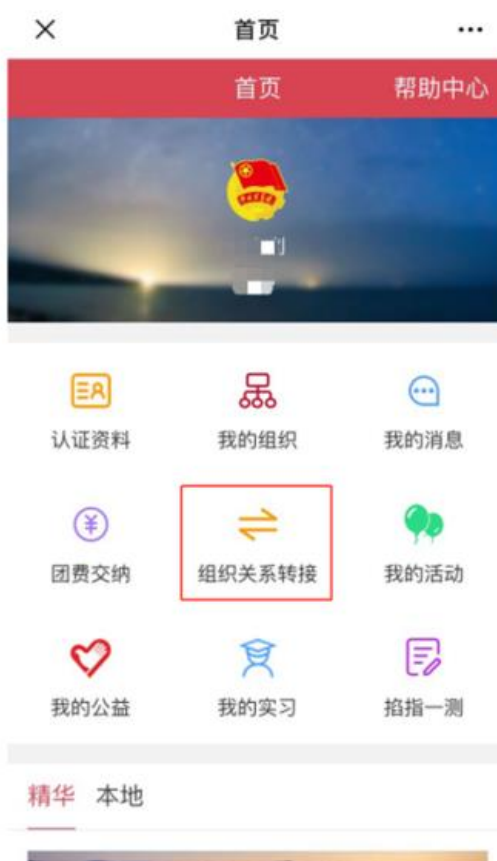 首页
首页 帮助中心
认证资料 我的组织 我的消息
团费交纳 组织关系转接 我的活动
我的公益 我的实习 掐指一测
精华 本地